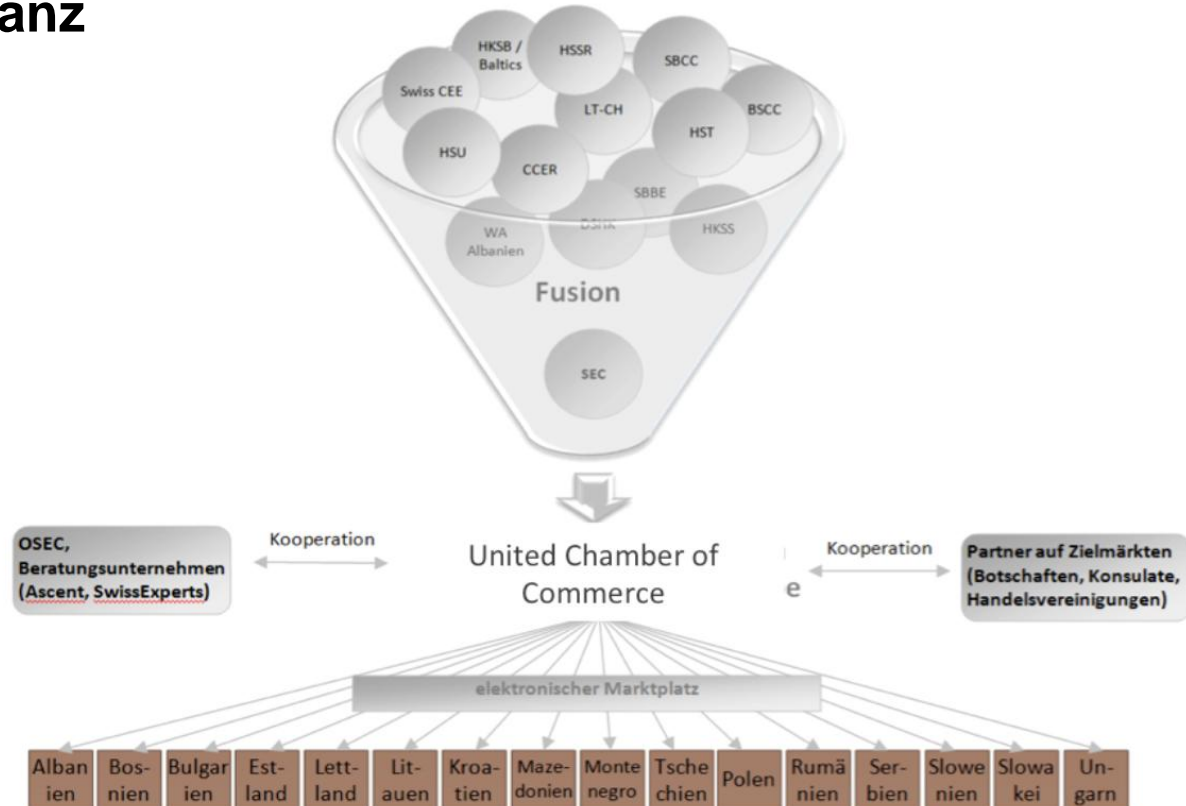 anz
HKSB /
Baltics
HSSR
SBCC
Swiss CEE
LT-CH
BSCC
HST
HSU
CCER
SBBE
DSHK
WA
Albanien
HKSS
Fusion
SEC
OSEC,
Beratungsunternehmen
(Ascent, SwissExperts)
Kooperation
United Chamber of
Commerce
e
Kooperation
Partner auf Zielmärkten
(Botschaften, Konsulate,
Handelsvereinigungen)
elektronischer Marktplatz
Alban
ien
Bos-
nien
Bulgar
ien
Est-
land
Lett-
land
Lit-
auen
Kroa-
tien
Maze-
donien
Monte
negro
Tsche
chien
Polen
Rumä
nien
Ser-
bien
Slowe
nien
Slowa
kei
Un-
garn